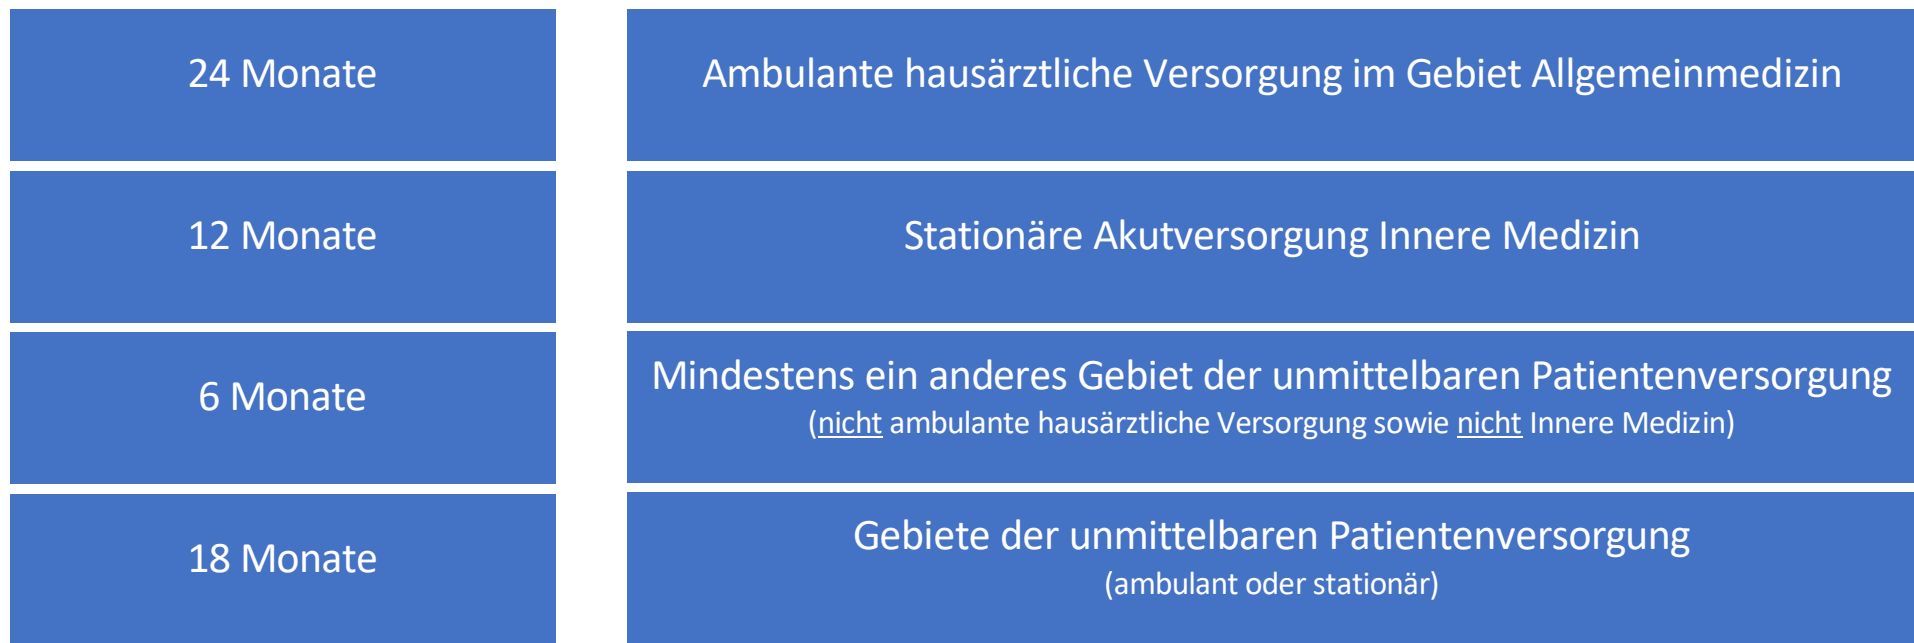 24 Monate
Ambulante hausärztliche Versorgung im Gebiet Allgemeinmedizin
12 Monate
Stationäre Akutversorgung Innere Medizin
6 Monate
Mindestens ein anderes Gebiet der unmittelbaren Patientenversorgung
(nicht ambulante hausärztliche Versorgung sowie nicht Innere Medizin)
18 Monate
Gebiete der unmittelbaren Patientenversorgung
(ambulant oder stationär)